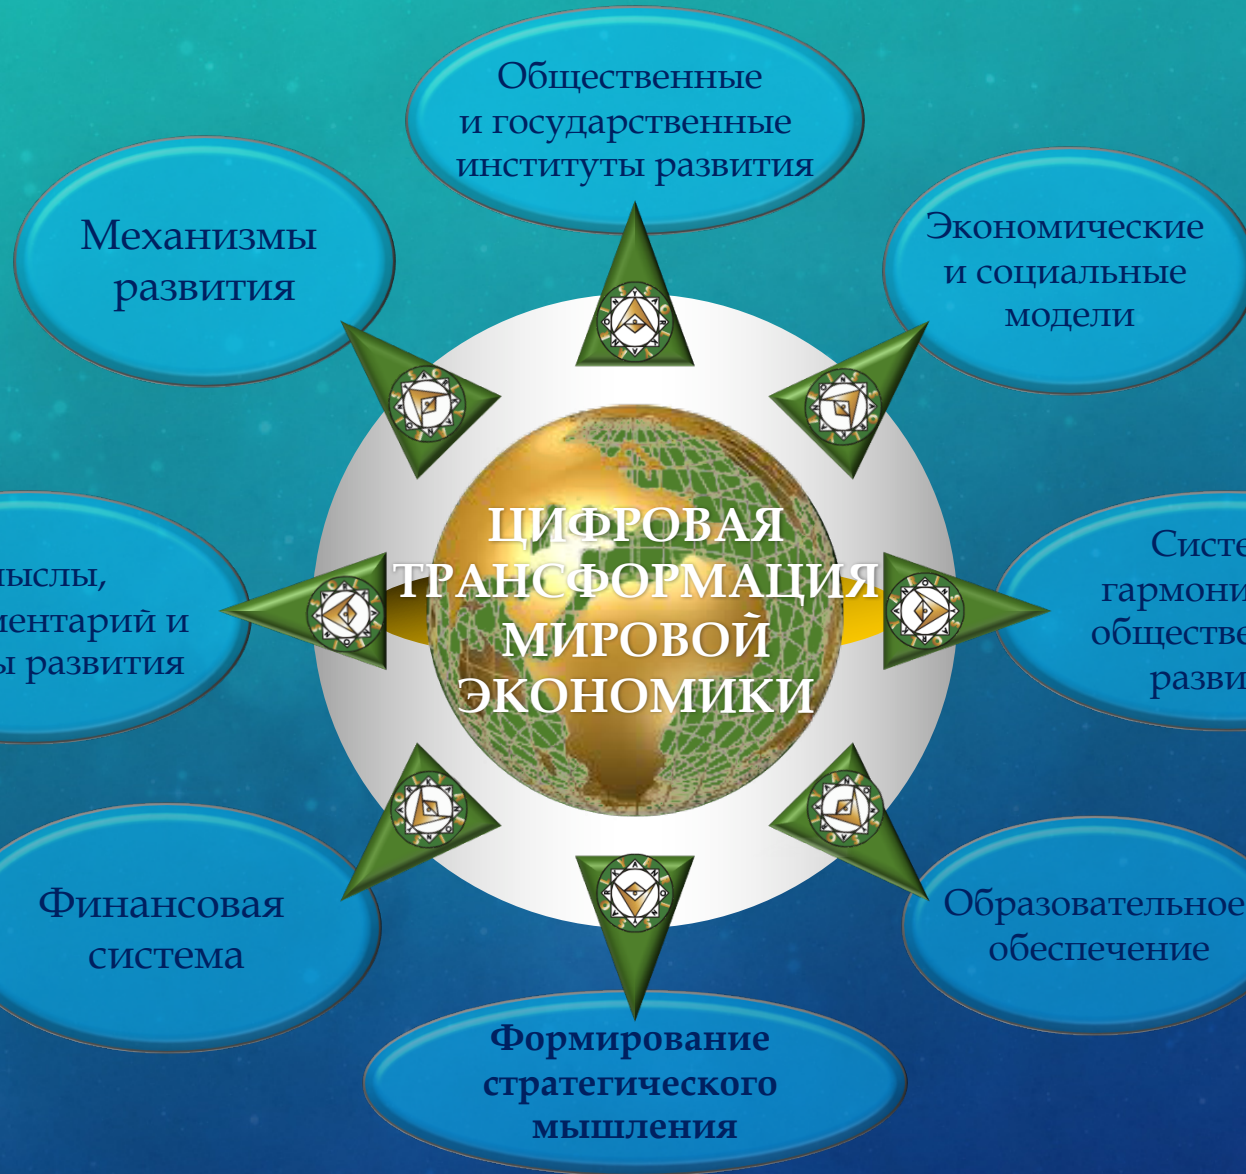 Общественные
и государственные
институты развития
Механизмы
развития
Экономические
и социальные
модели
ЦИФРОВАЯ
ТРАНСФОРМАЦИЯ
МИРОВОЙ
ЭКОНОМИКИ
развития
Финансовая
система
Образовательное
обеспечение
Формирование
стратегического
мышления